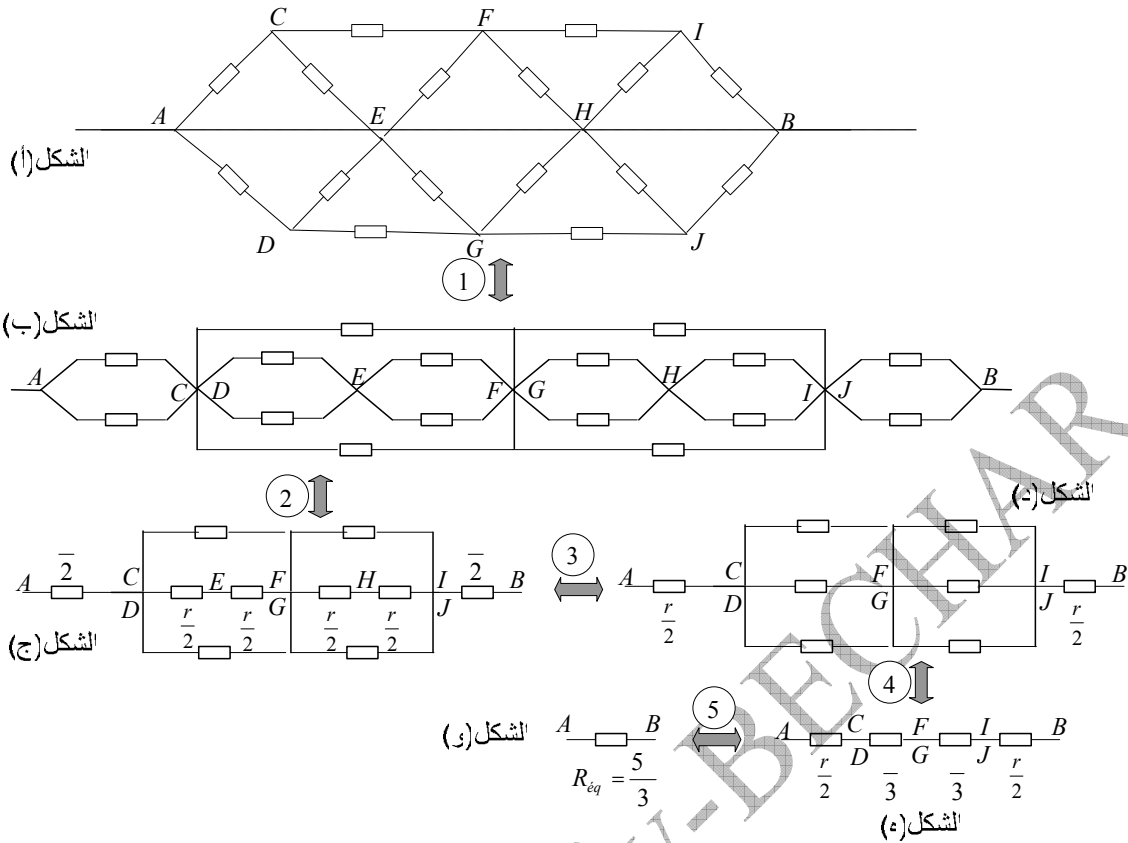 C F I
A E H B
الشكل(أ)
D G J
1
الشكل(ب)
A C D E F G H I J B
2
الشكل(د)
A 2 C D E F G H I J 2 B
r/2 r/2 r/2 r/2
الشكل(ج)
3
A C D F G I J B
r/2 r/2
4
الشكل(و)
A B
R_éq = 5/3
5
A C D F G I J B
r/2 3 3 r/2
الشكل(ه)
V-BECHAR